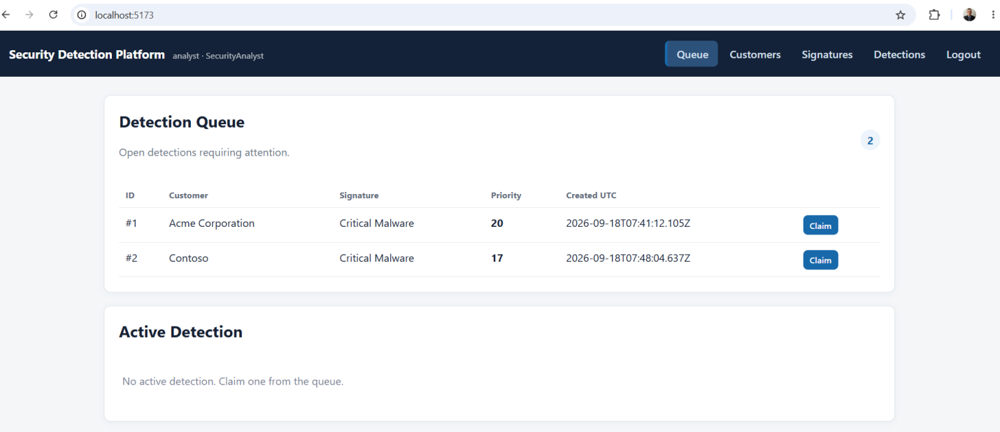 localhost:5173
Security Detection Platform analyst · SecurityAnalyst Queue Customers Signatures Detections Logout
Detection Queue
2
Open detections requiring attention.
ID Customer Signature Priority Created UTC
#1 Acme Corporation Critical Malware 20 2026-09-18T07:41:12.105Z Claim
#2 Contoso Critical Malware 17 2026-09-18T07:48:04.637Z Claim
Active Detection
No active detection. Claim one from the queue.